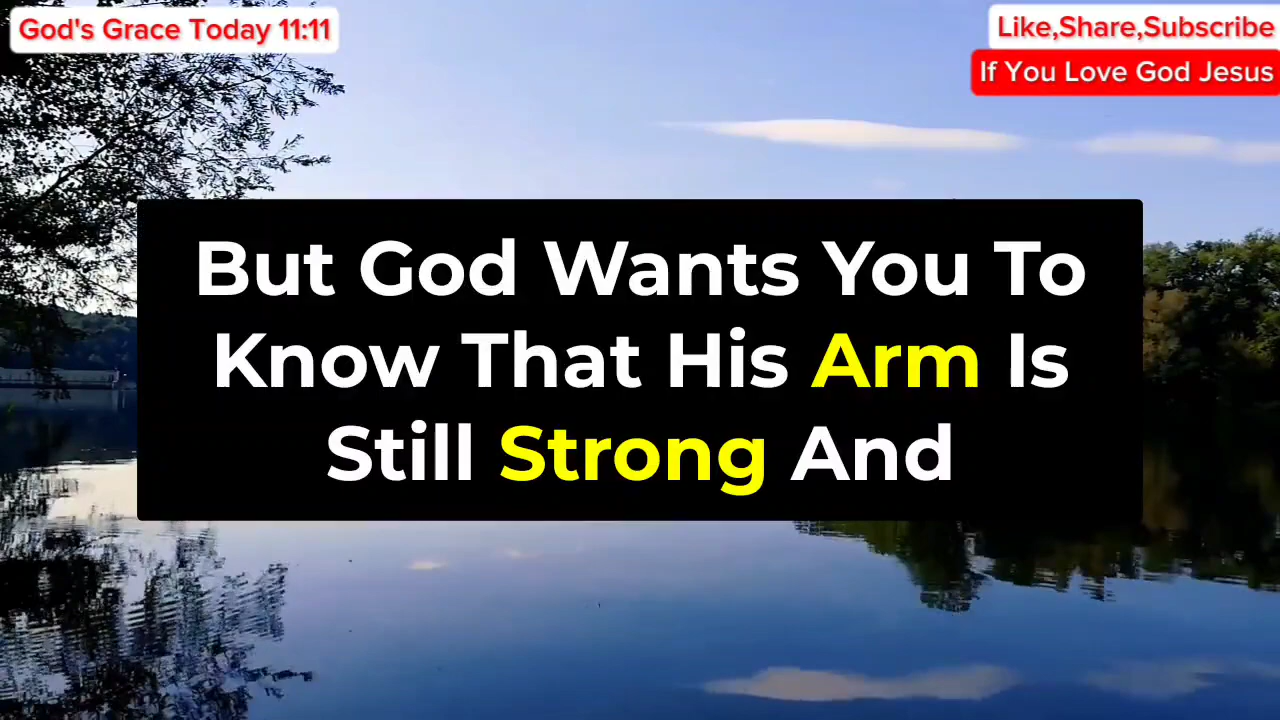 God's Grace Today 11:11
Like,Share,Subscribe
If You Love God Jesus
But God Wants You To
Know That His Arm Is
Still Strong And